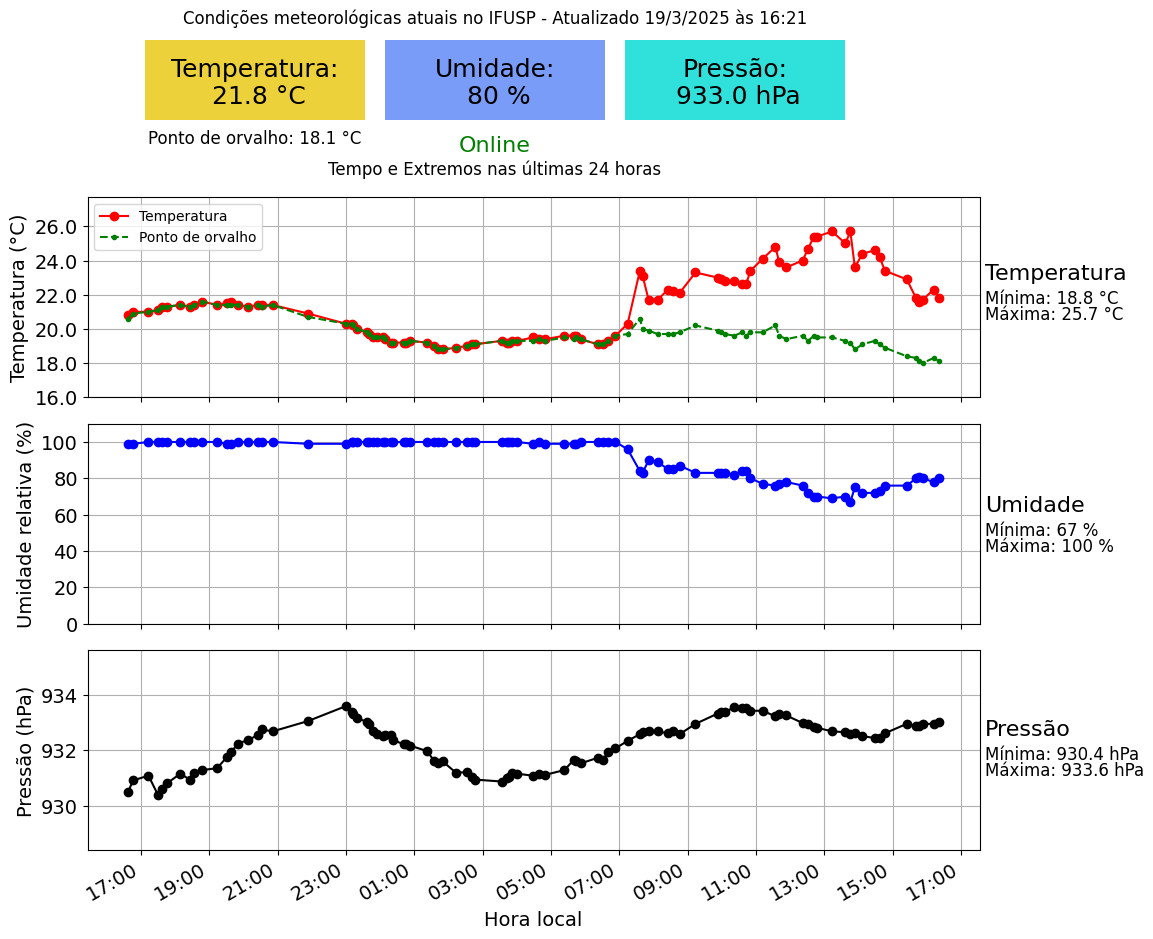 Condições meteorológicas atuais no IFUSP - Atualizado 19/3/2025 às 16:21
Temperatura:
21.8 °C
Umidade:
80 %
Pressão:
933.0 hPa
Ponto de orvalho: 18.1 °C
Online
Tempo e Extremos nas últimas 24 horas
Temperatura (°C)
26.0
24.0
22.0
20.0
18.0
16.0
Temperatura
Ponto de orvalho
Temperatura
Mínima: 18.8 °C
Máxima: 25.7 °C
Umidade relativa (%)
100
80
60
40
20
0
Umidade
Mínima: 67 %
Máxima: 100 %
Pressão (hPa)
934
932
930
Pressão
Mínima: 930.4 hPa
Máxima: 933.6 hPa
17:00 19:00 21:00 23:00 01:00 03:00 05:00 07:00 09:00 11:00 13:00 15:00 17:00
Hora local